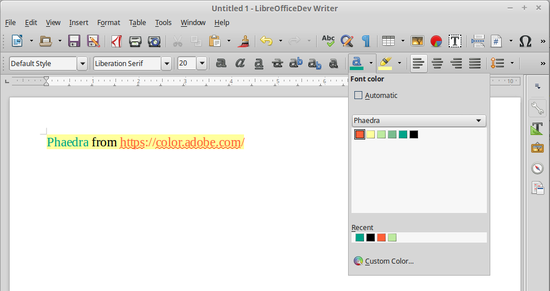 Untitled 1 - LibreOfficeDev Writer
File Edit View Insert Format Table Tools Window Help
Default Style Liberation Serif 20
Font color
Automatic
Phaedra
Phaedra from https://color.adobe.com/
Recent
Custom Color...